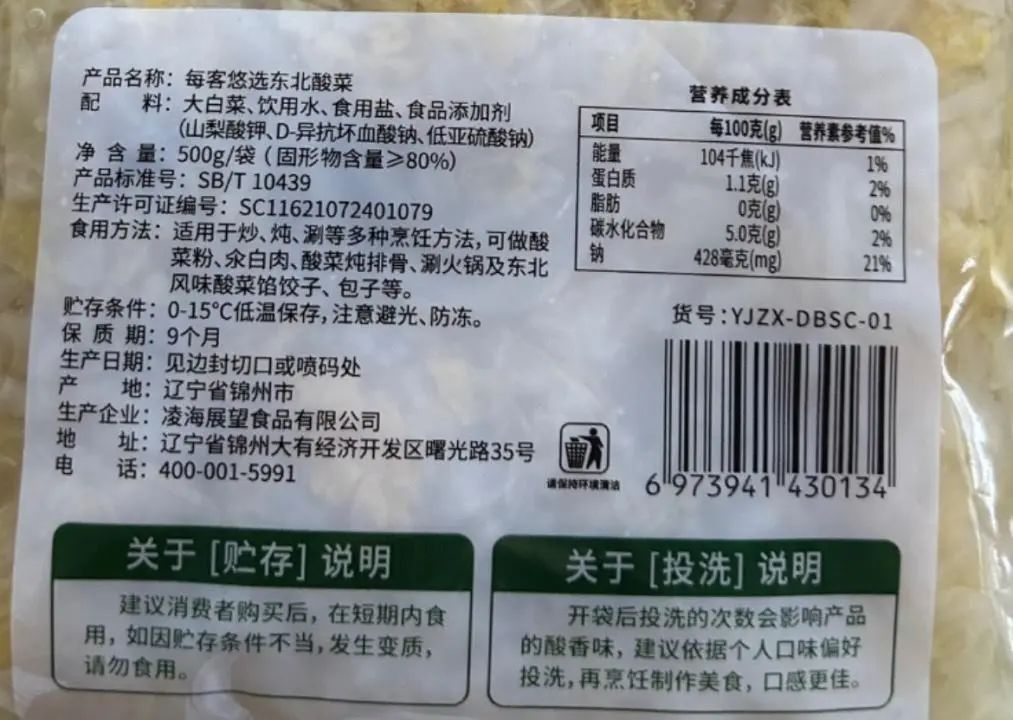 产品名称：每客悠选东北酸菜
配 料：大白菜、饮用水、食用盐、食品添加剂
（山梨酸钾、D-异抗坏血酸钠、低亚硫酸钠）
净 含 量：500g/袋（固形物含量≥80%）
产品标准号：SB/T 10439
生产许可证编号：SC11621072401079
食用方法：适用于炒、炖、涮等多种烹饪方法，可做酸
菜粉、汆白肉、酸菜炖排骨、涮火锅及东北
风味酸菜馅饺子、包子等。
贮存条件：0-15℃低温保存，注意避光、防冻。
保 质 期：9个月
生产日期：见边封切口或喷码处
产 地：辽宁省锦州市
生产企业：凌海展望食品有限公司
地 址：辽宁省锦州大有经济开发区曙光路35号
电 话：400-001-5991
营养成分表
项目 每100克(g) 营养素参考值%
能量 104千焦(kJ) 1%
蛋白质 1.1克(g) 2%
脂肪 0克(g) 0%
碳水化合物 5.0克(g) 2%
钠 428毫克(mg) 21%
货号：YJZX-DBSC-01
请保持环境清洁
6 973941 430134
关于［贮存］说明
建议消费者购买后，在短期内食
用，如因贮存条件不当，发生变质，
请勿食用。
关于［投洗］说明
开袋后投洗的次数会影响产品
的酸香味，建议依据个人口味偏好
投洗，再烹饪制作美食，口感更佳。